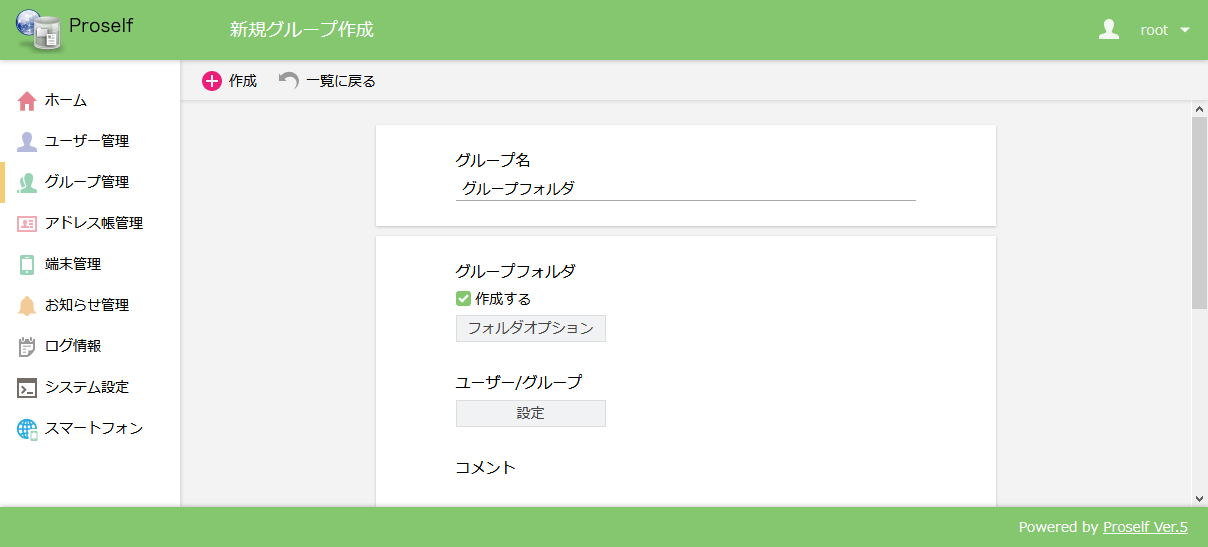 Proself
新規グループ作成
root
作成
一覧に戻る
ホーム
ユーザー管理
グループ管理
アドレス帳管理
端末管理
お知らせ管理
ログ情報
システム設定
スマートフォン
グループ名
グループフォルダ
グループフォルダ
作成する
フォルダオプション
ユーザー/グループ
設定
コメント
Powered by Proself Ver.5